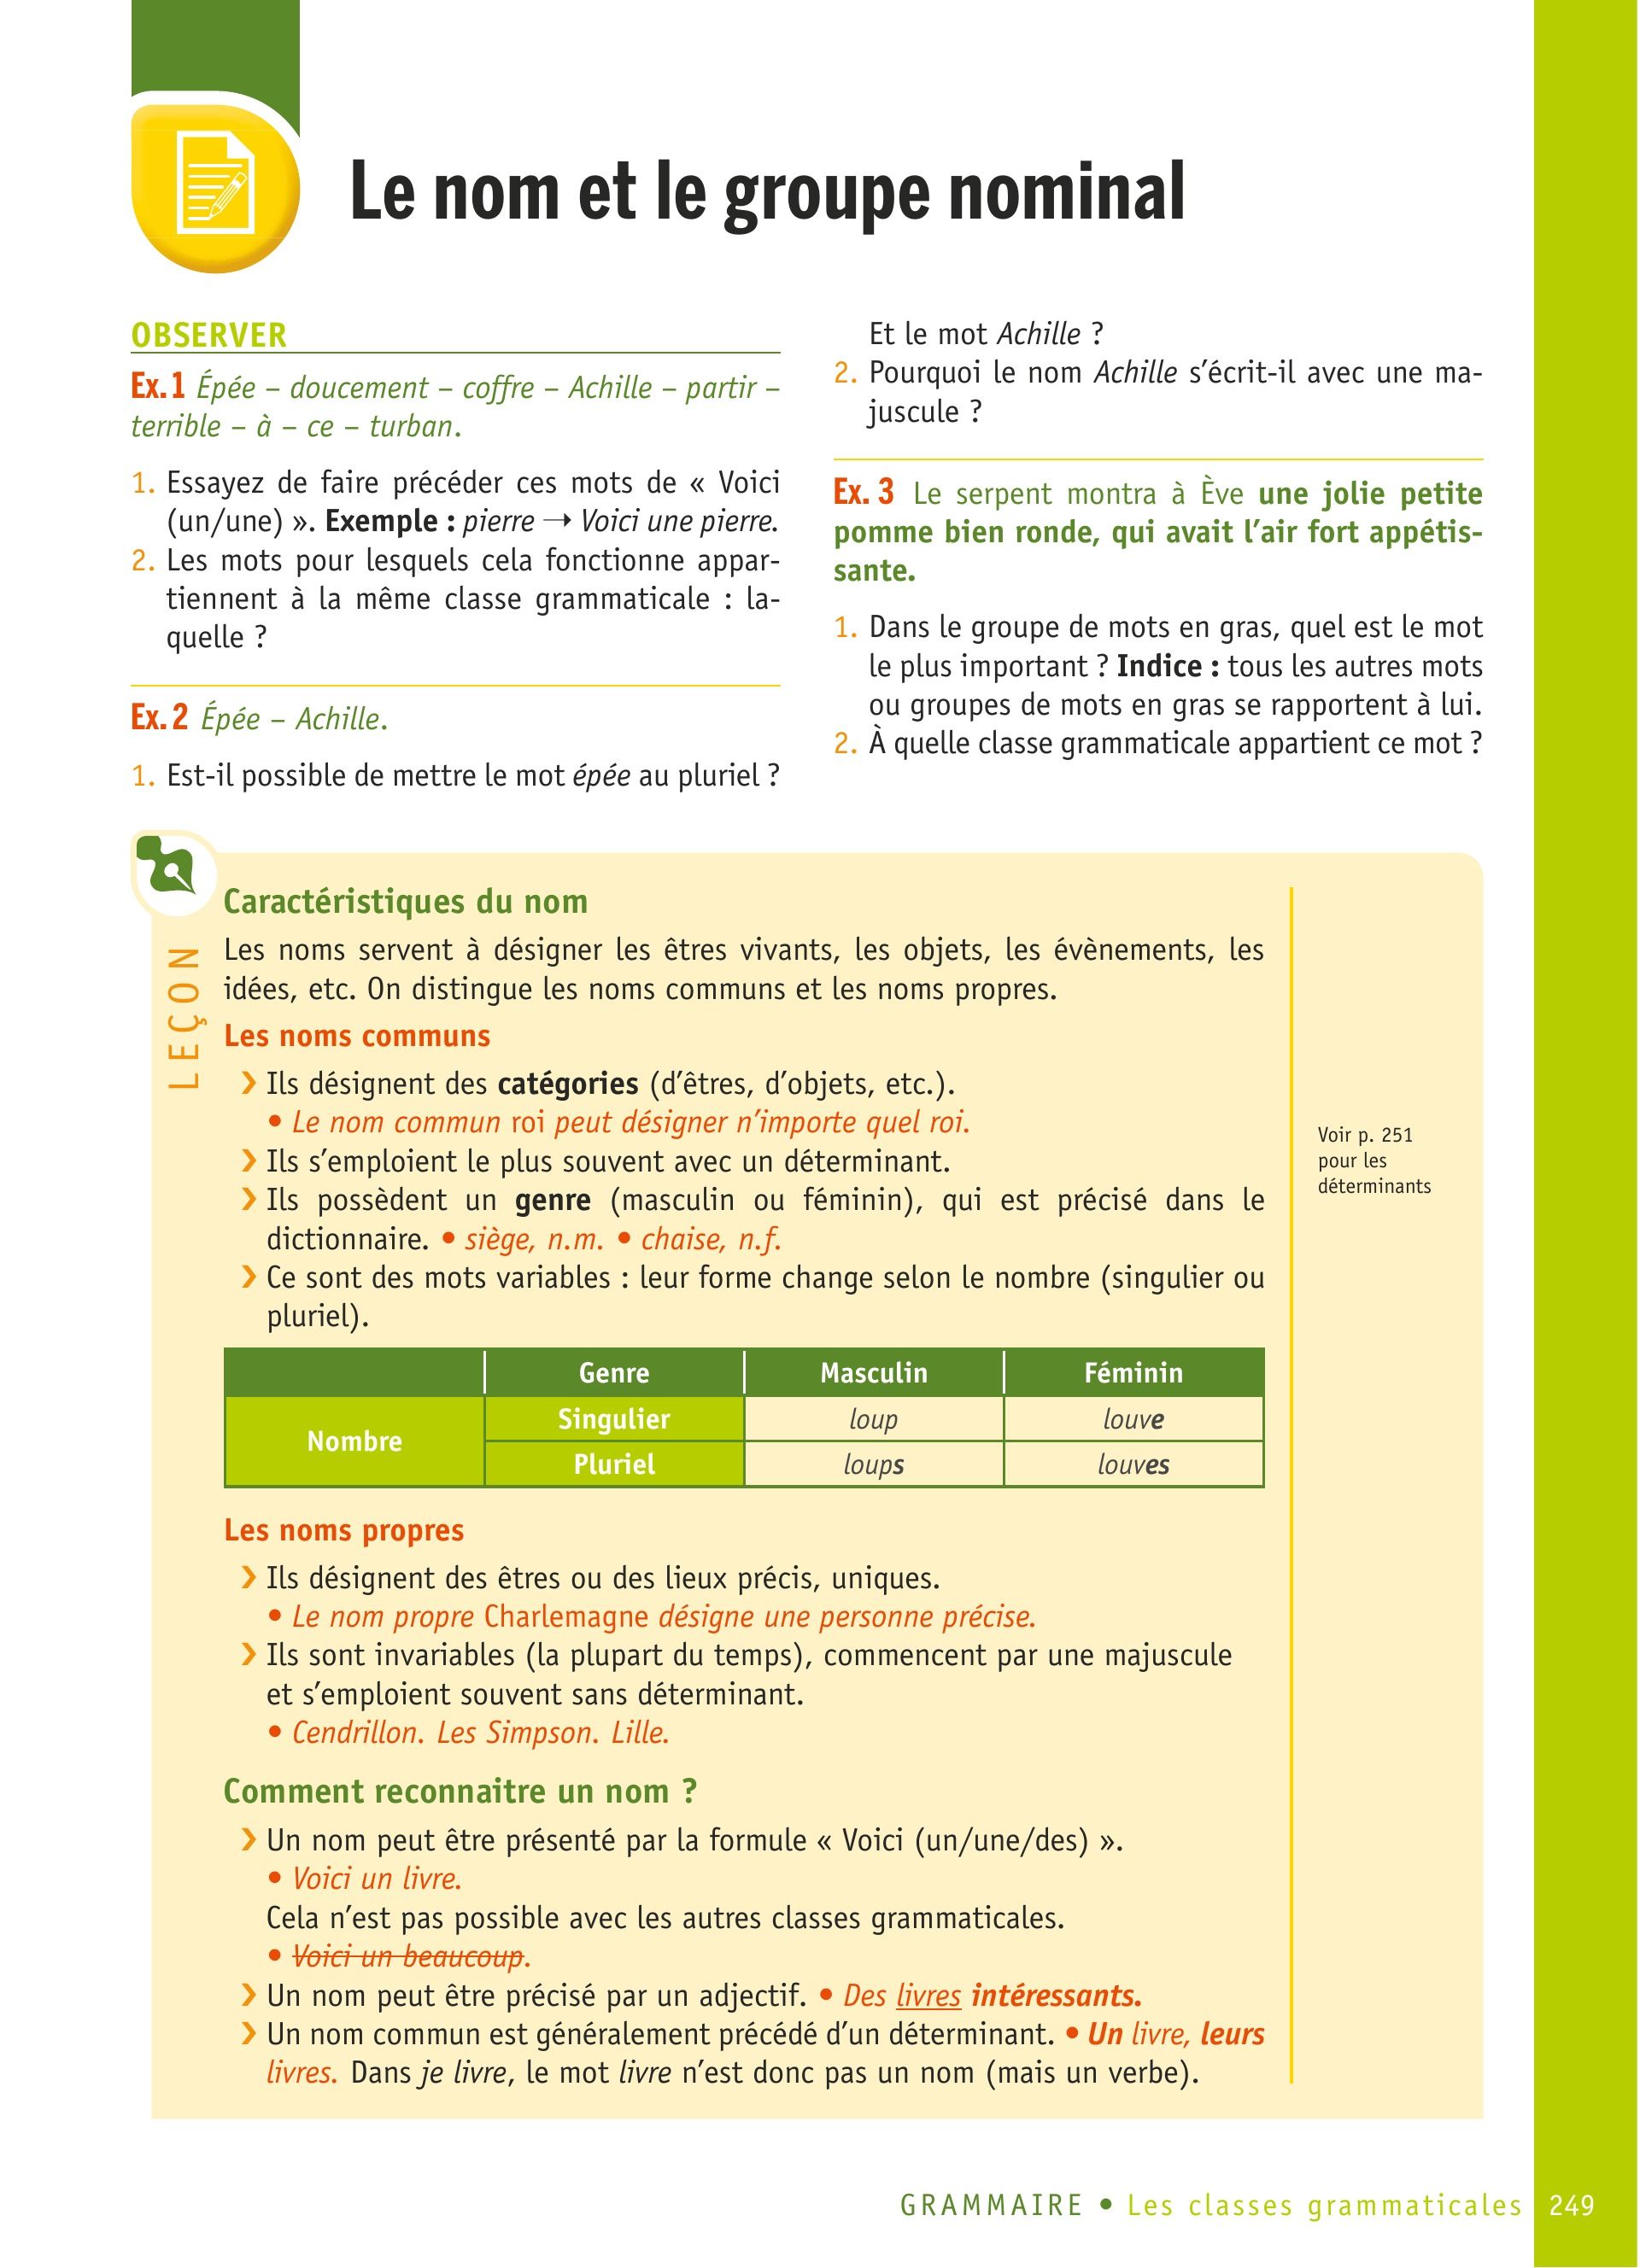 Le nom et le groupe nominal
OBSERVER
Ex. 1 Épée – doucement – coffre – Achille – partir –
terrible – à – ce – turban.
1. Essayez de faire précéder ces mots de « Voici
(un/une) ». Exemple : pierre → Voici une pierre.
2. Les mots pour lesquels cela fonctionne appar-
tiennent à la même classe grammaticale : la-
quelle ?
Ex. 2 Épée – Achille.
1. Est-il possible de mettre le mot épée au pluriel ?
Et le mot Achille ?
2. Pourquoi le nom Achille s’écrit-il avec une ma-
juscule ?
Ex. 3 Le serpent montra à Ève une jolie petite
pomme bien ronde, qui avait l’air fort appétis-
sante.
1. Dans le groupe de mots en gras, quel est le mot
le plus important ? Indice : tous les autres mots
ou groupes de mots en gras se rapportent à lui.
2. À quelle classe grammaticale appartient ce mot ?
LEÇON
Caractéristiques du nom
Les noms servent à désigner les êtres vivants, les objets, les évènements, les
idées, etc. On distingue les noms communs et les noms propres.
Les noms communs
❯ Ils désignent des catégories (d’êtres, d’objets, etc.).
• Le nom commun roi peut désigner n’importe quel roi.
❯ Ils s’emploient le plus souvent avec un déterminant.
❯ Ils possèdent un genre (masculin ou féminin), qui est précisé dans le
dictionnaire. • siège, n.m. • chaise, n.f.
❯ Ce sont des mots variables : leur forme change selon le nombre (singulier ou
pluriel).
Voir p. 251
pour les
déterminants
Genre Masculin Féminin
Nombre
Singulier loup louve
Pluriel loups louves
Les noms propres
❯ Ils désignent des êtres ou des lieux précis, uniques.
• Le nom propre Charlemagne désigne une personne précise.
❯ Ils sont invariables (la plupart du temps), commencent par une majuscule
et s’emploient souvent sans déterminant.
• Cendrillon. Les Simpson. Lille.
Comment reconnaitre un nom ?
❯ Un nom peut être présenté par la formule « Voici (un/une/des) ».
• Voici un livre.
Cela n’est pas possible avec les autres classes grammaticales.
• Voici un beaucoup.
❯ Un nom peut être précisé par un adjectif. • Des livres intéressants.
❯ Un nom commun est généralement précédé d’un déterminant. • Un livre, leurs
livres. Dans je livre, le mot livre n’est donc pas un nom (mais un verbe).
GRAMMAIRE • Les classes grammaticales 249